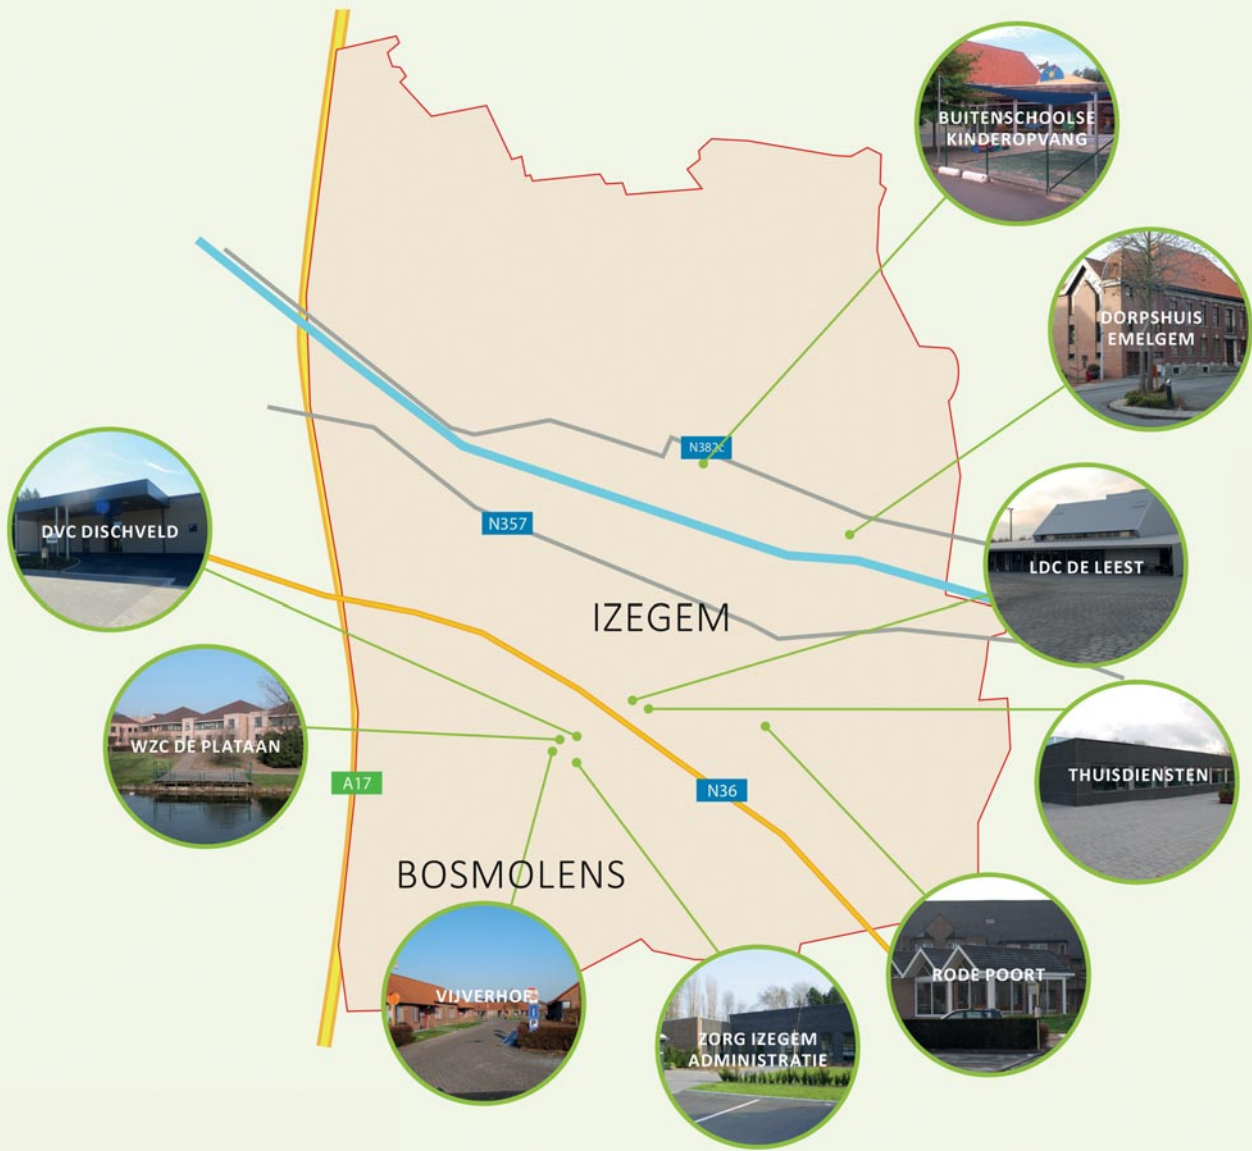 BUITENSCHOOLSE
KINDEROPVANG
DORPSHUIS
EMELGEM
N382c
DVC DISCHVELD
N357
LDC DE LEEST
IZEGEM
WZC DE PLATAAN
A17
N36
THUISDIENSTEN
BOSMOLENS
VIJVERHOF
RODE POORT
ZORG IZEGEM
ADMINISTRATIE